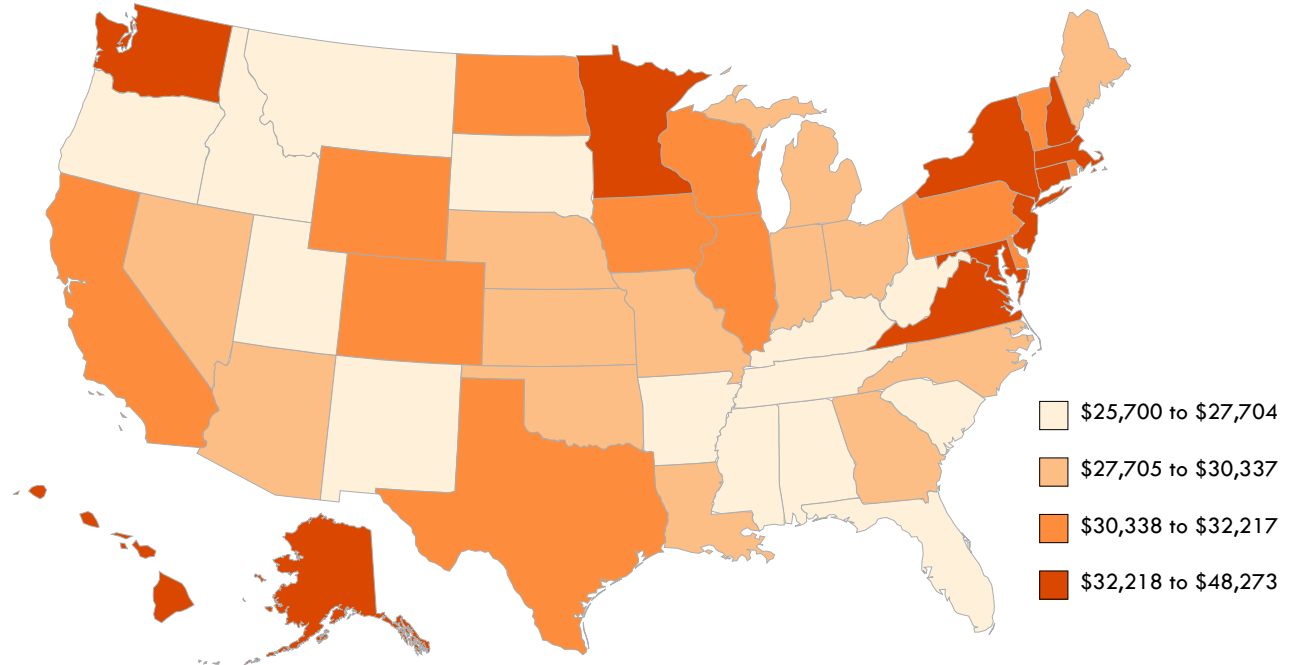 $25,700 to $27,704
$27,705 to $30,337
$30,338 to $32,217
$32,218 to $48,273